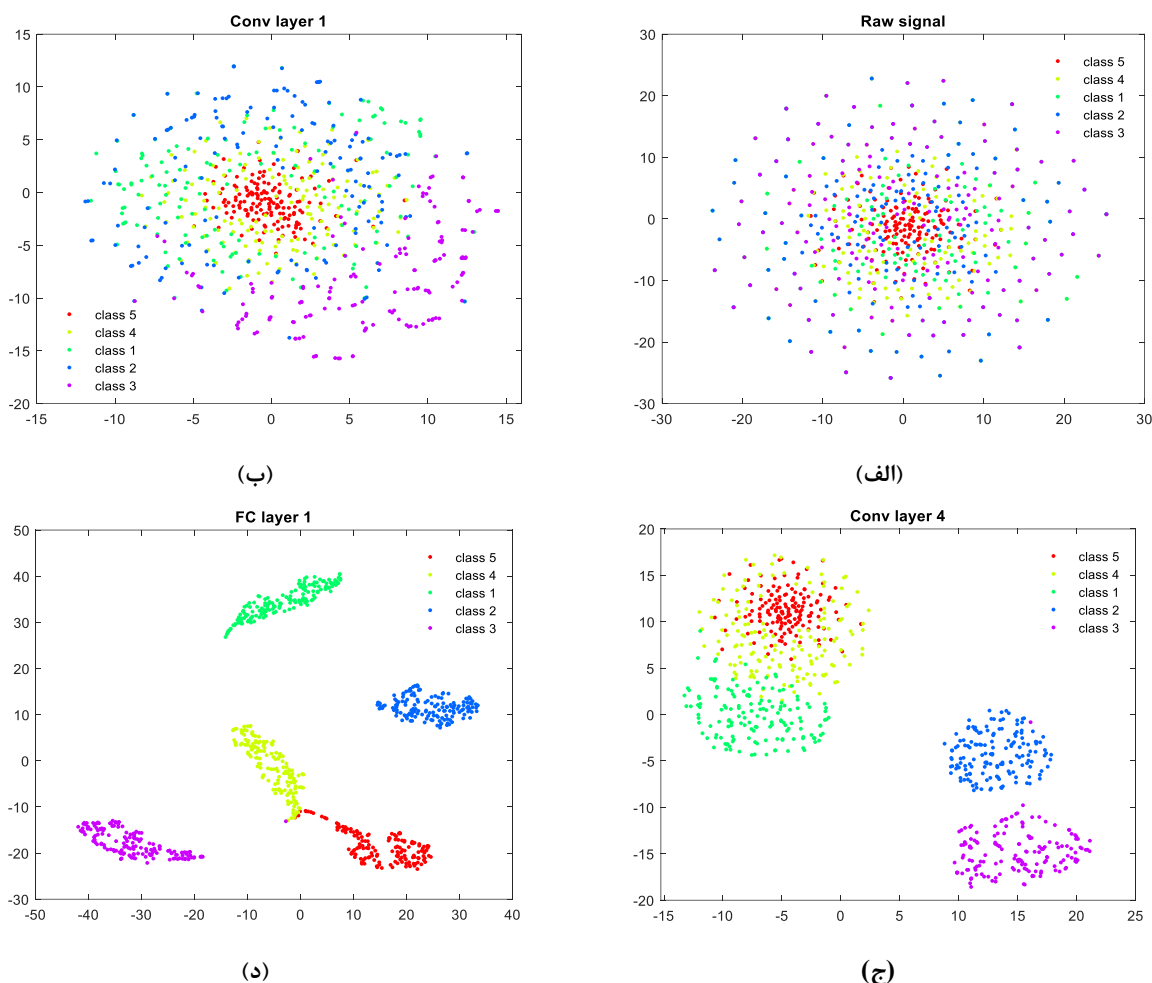 Raw signal
30
20
10
0
-10
-20
-30
-30 -20 -10 0 10 20 30
class 5
class 4
class 1
class 2
class 3
(الف)
Conv layer 1
15
10
5
0
-5
-10
-15
-20
-15 -10 -5 0 5 10 15
class 5
class 4
class 1
class 2
class 3
(ب)
Conv layer 4
20
15
10
5
0
-5
-10
-15
-20
-15 -10 -5 0 5 10 15 20 25
class 5
class 4
class 1
class 2
class 3
(ج)
FC layer 1
50
40
30
20
10
0
-10
-20
-30
-50 -40 -30 -20 -10 0 10 20 30 40
class 5
class 4
class 1
class 2
class 3
(د)